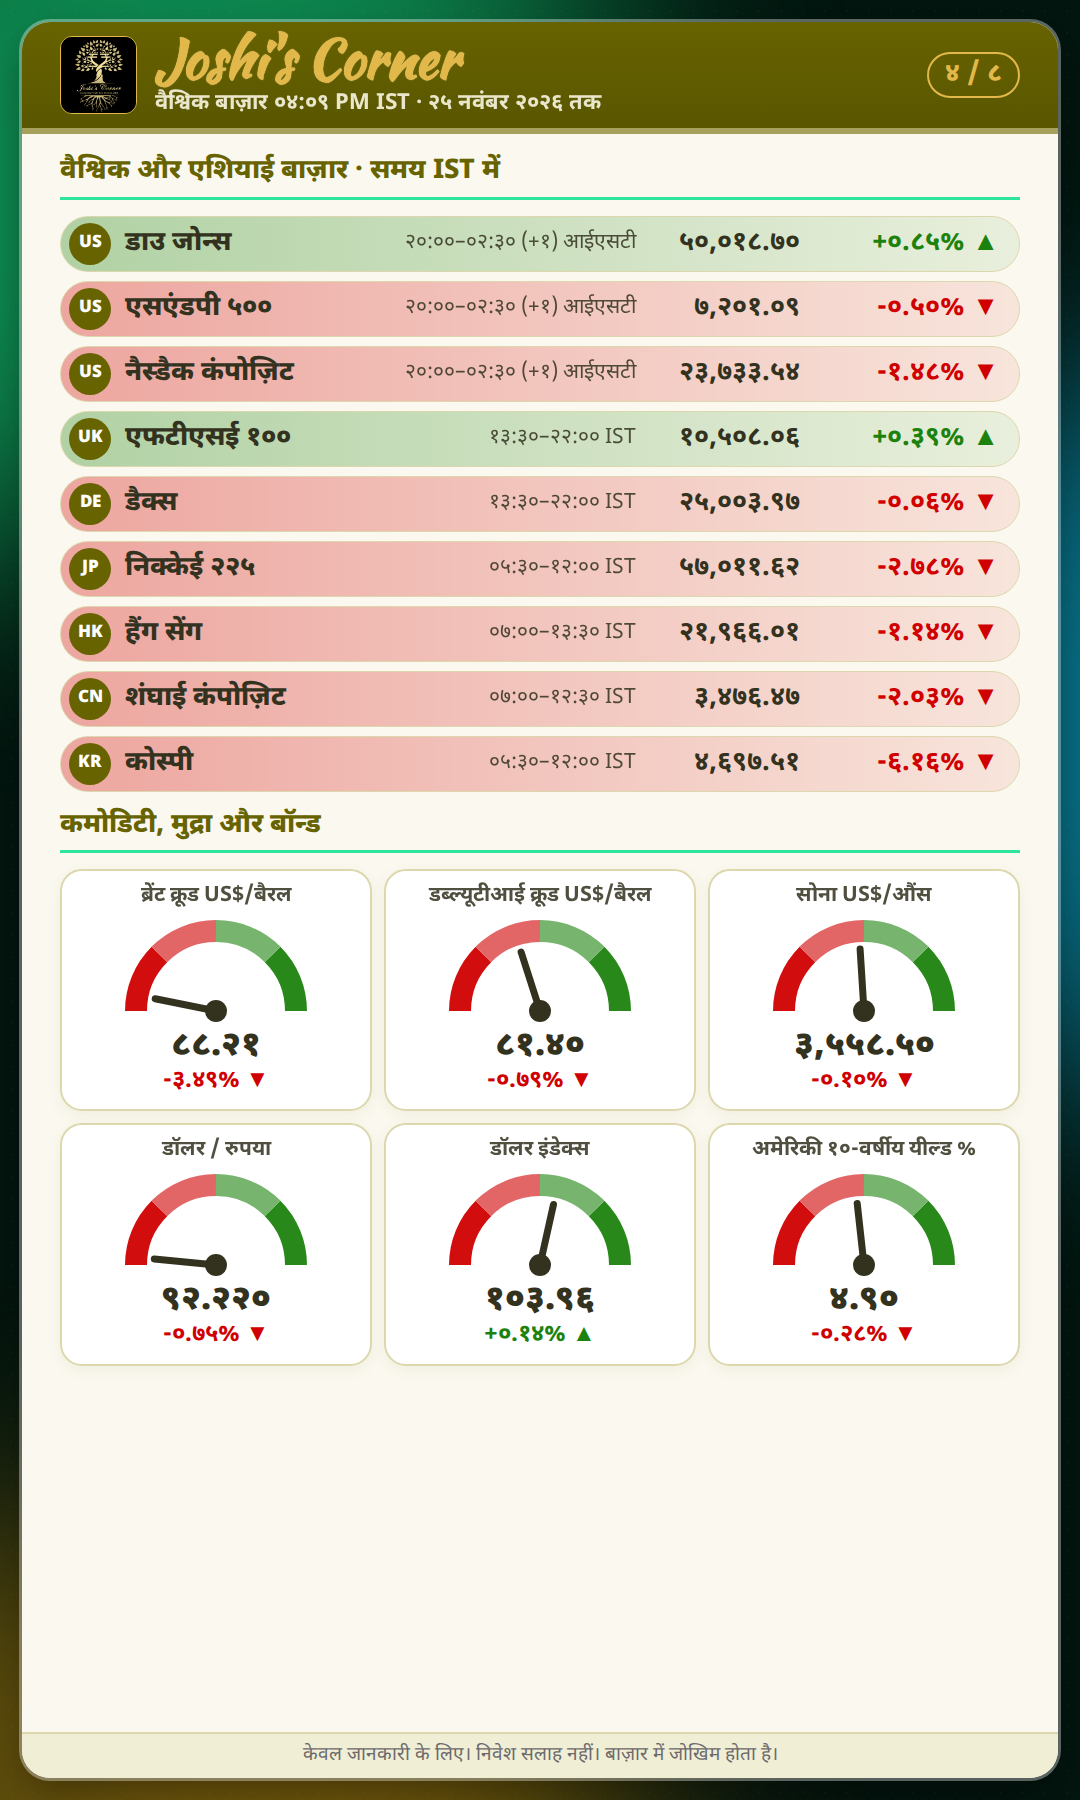 Joshi's Corner
वैश्विक बाज़ार ०४:०९ PM IST · २५ नवंबर २०२६ तक
४ / ८
Joshi's Corner
वैश्विक और एशियाई बाज़ार · समय IST में
US डाउ जोन्स २०:००–०२:३० (+१) आईएसटी ५०,०१८.७० +०.८५% ▲
US एसएंडपी ५०० २०:००–०२:३० (+१) आईएसटी ७,२०१.०९ -०.५०% ▼
US नैस्डैक कंपोज़िट २०:००–०२:३० (+१) आईएसटी २३,७३३.५४ -१.४८% ▼
UK एफटीएसई १०० १३:३०–२२:०० IST १०,५०८.०६ +०.३९% ▲
DE डैक्स १३:३०–२२:०० IST २५,००३.९७ -०.०६% ▼
JP निक्केई २२५ ०५:३०–१२:०० IST ५७,०११.६२ -२.७८% ▼
HK हैंग सेंग ०७:००–१३:३० IST २१,९६६.०१ -१.१४% ▼
CN शंघाई कंपोज़िट ०७:००–१२:३० IST ३,४७६.४७ -२.०३% ▼
KR कोस्पी ०५:३०–१२:०० IST ४,६९७.५१ -६.१६% ▼
कमोडिटी, मुद्रा और बॉन्ड
ब्रेंट क्रूड US$/बैरल
८८.२१
-३.४९% ▼
डब्ल्यूटीआई क्रूड US$/बैरल
८१.४०
-०.७९% ▼
सोना US$/औंस
३,५५८.५०
-०.१०% ▼
डॉलर / रुपया
९२.२२०
-०.७५% ▼
डॉलर इंडेक्स
१०३.९६
+०.१४% ▲
अमेरिकी १०-वर्षीय यील्ड %
४.९०
-०.२८% ▼
केवल जानकारी के लिए। निवेश सलाह नहीं। बाज़ार में जोखिम होता है।